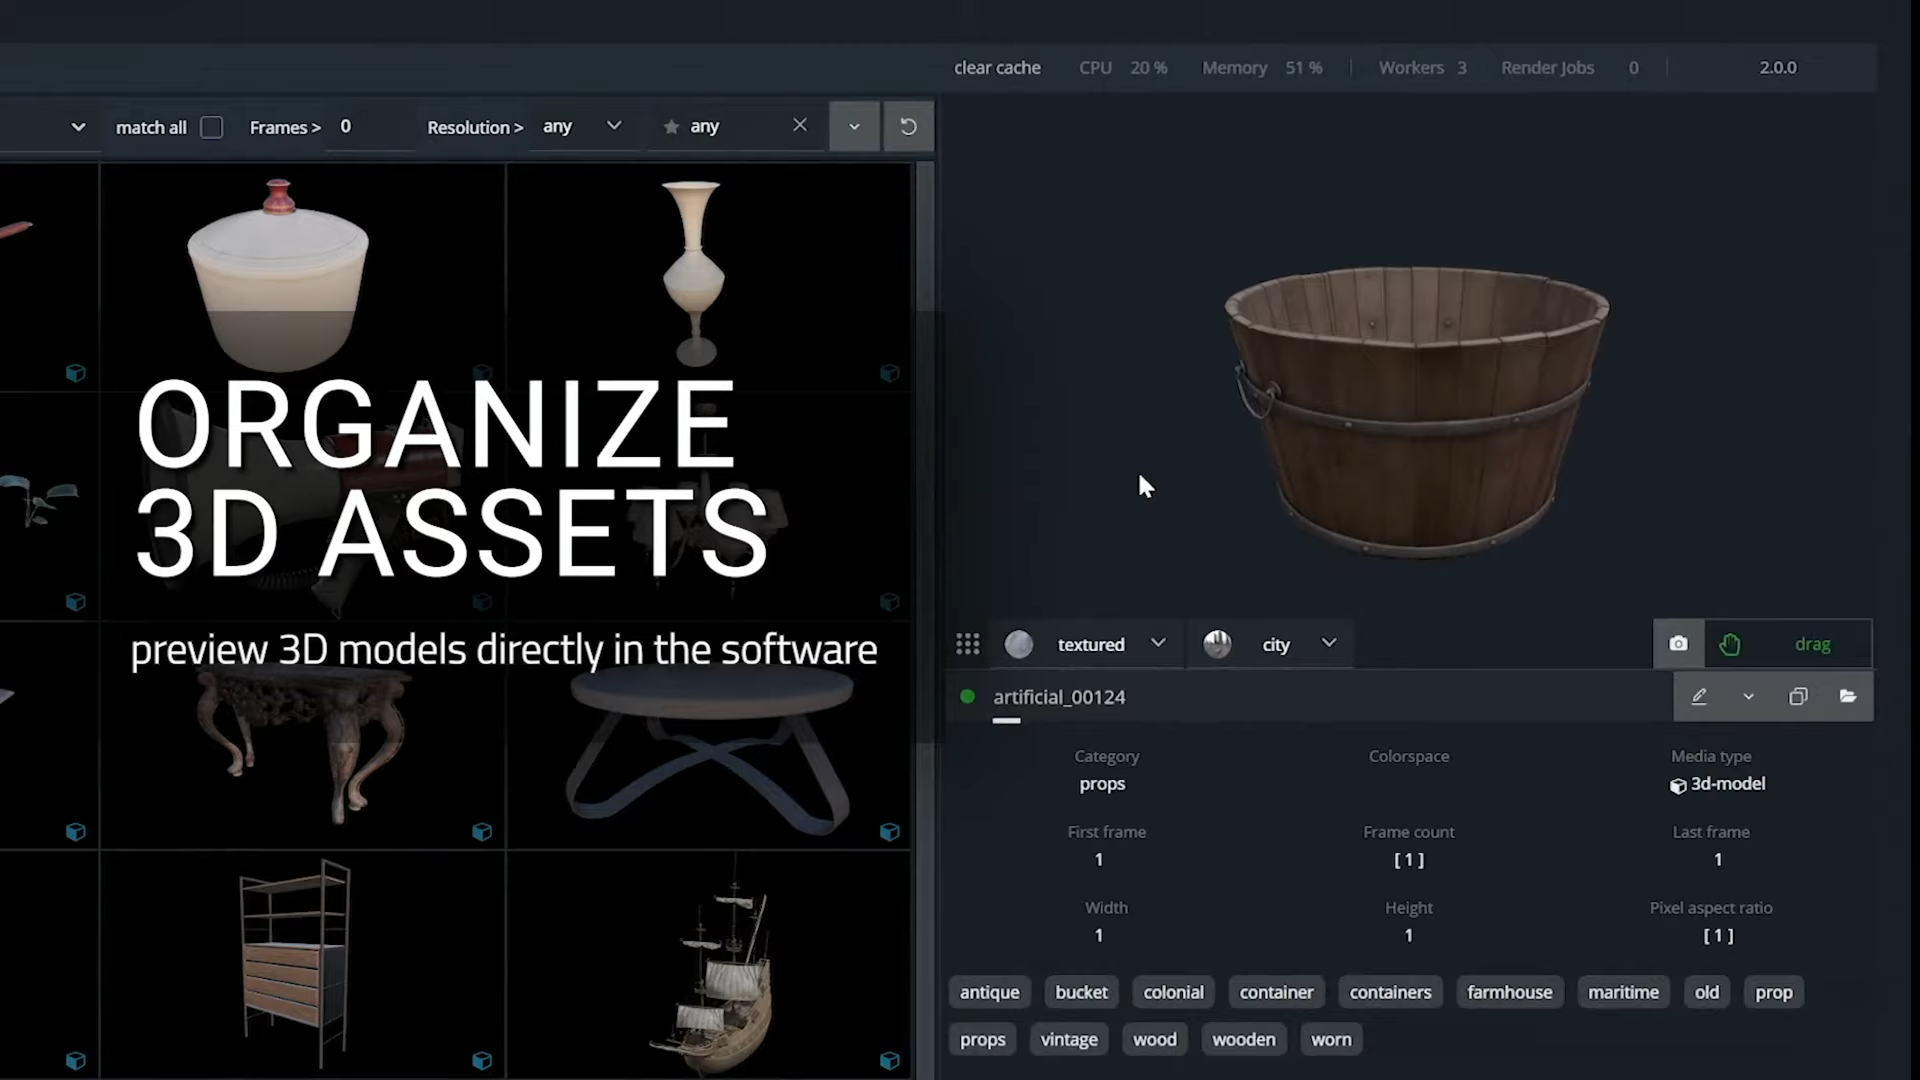 clear cache CPU 20 % Memory 51 % Workers 3 Render Jobs 0 2.0.0
match all Frames > 0 Resolution > any any
ORGANIZE
3D ASSETS
preview 3D models directly in the software
textured city drag
artificial_00124
Category Colorspace Media type
props 3d-model
First frame Frame count Last frame
1 [ 1 ] 1
Width Height Pixel aspect ratio
1 1 [ 1 ]
antique bucket colonial container containers farmhouse maritime old prop
props vintage wood wooden worn